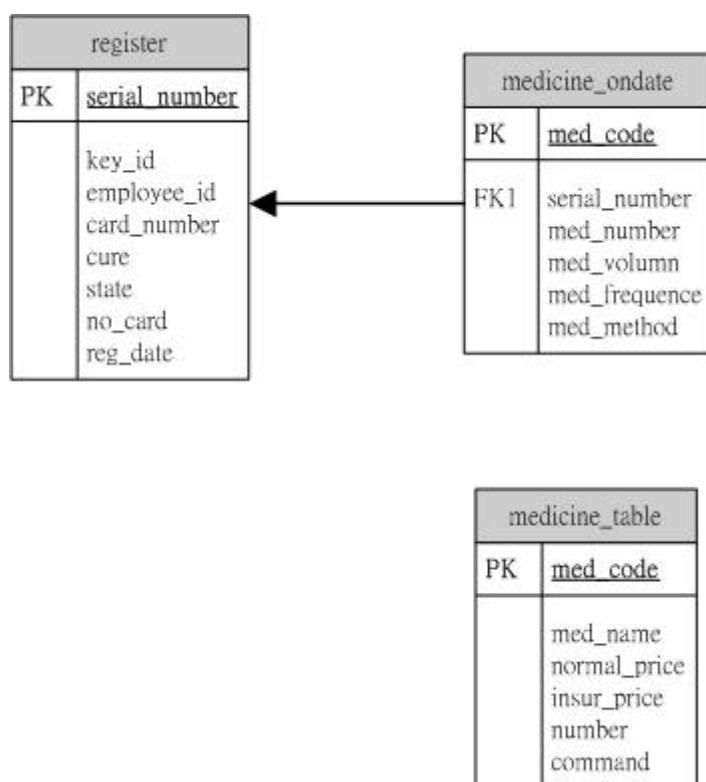 register
PK serial_number
key_id
employee_id
card_number
cure
state
no_card
reg_date
medicine_ondate
PK med_code
FK1 serial_number
med_number
med_volumn
med_frequence
med_method
medicine_table
PK med_code
med_name
normal_price
insur_price
number
command